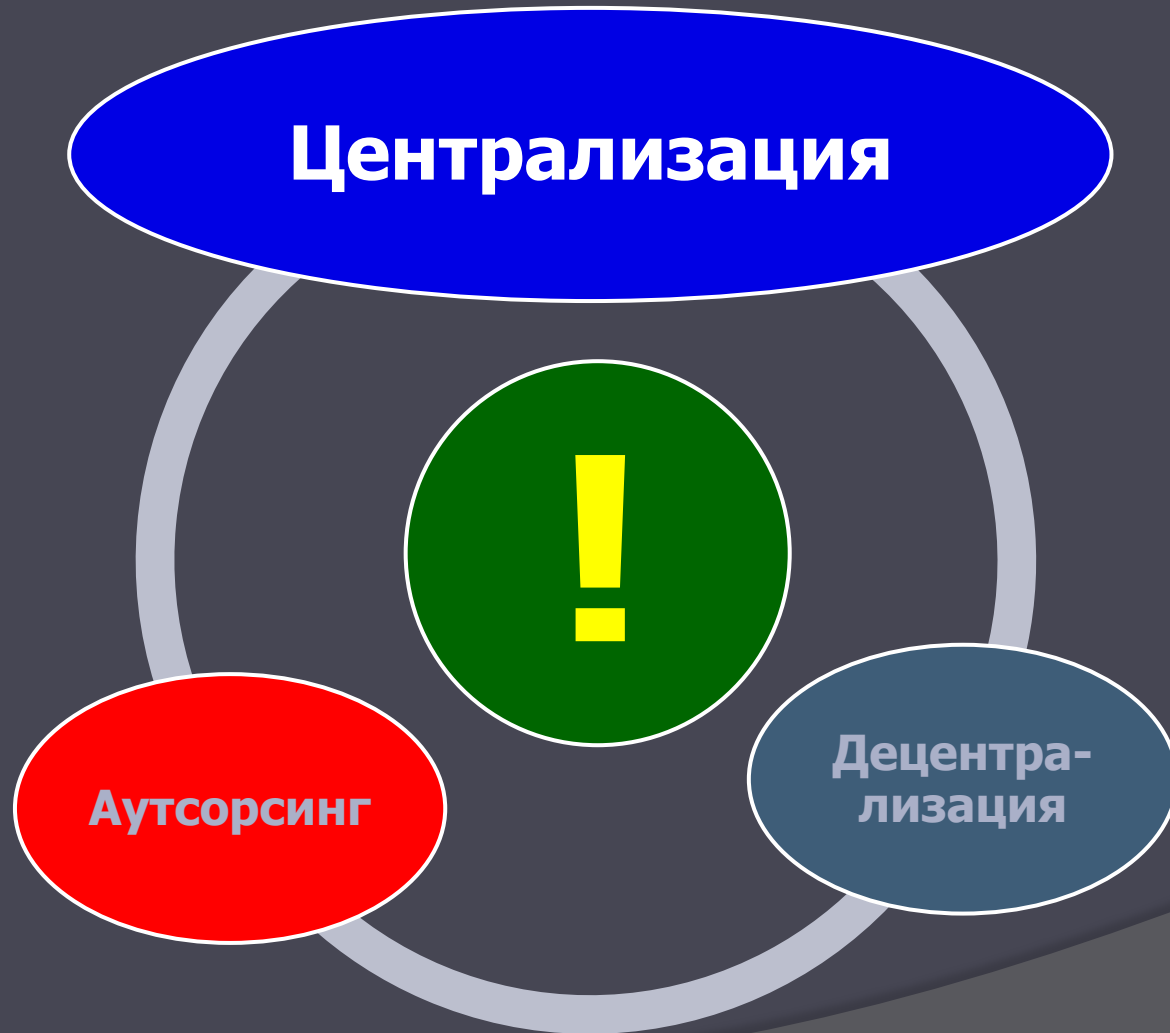 Централизация
!
Аутсорсинг
Децентра-
лизация